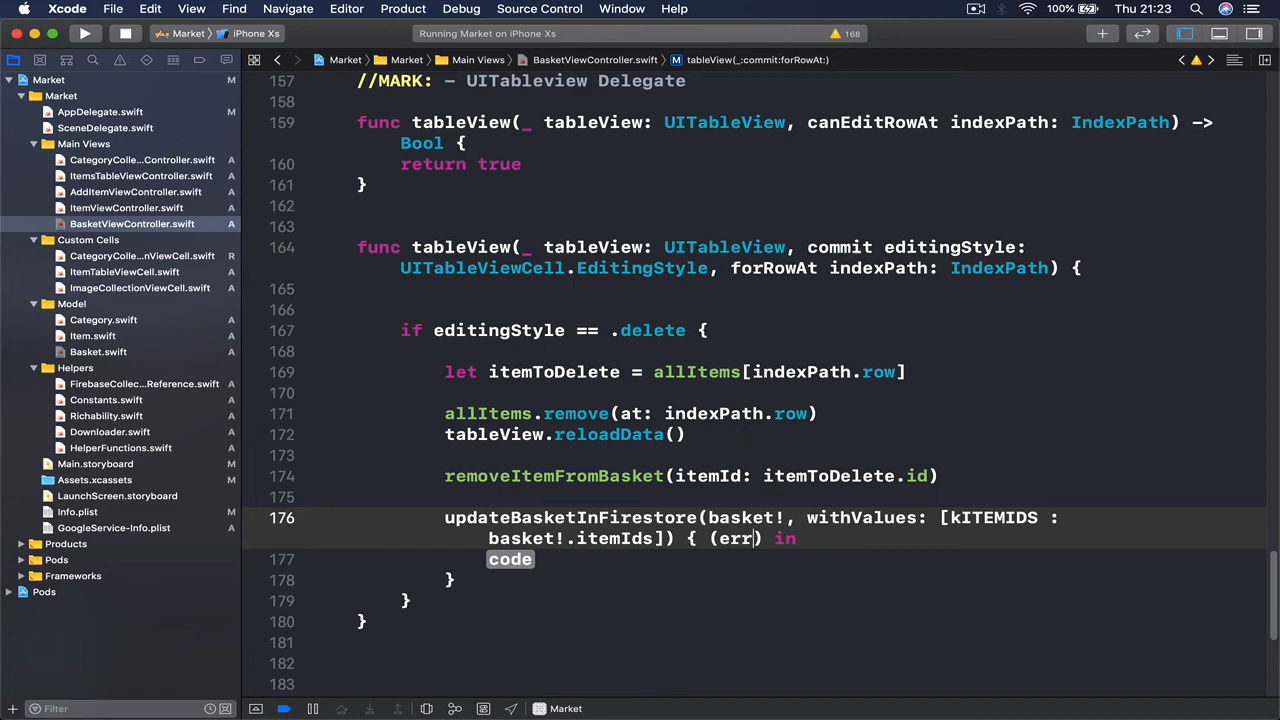 Xcode File Edit View Find Navigate Editor Product Debug Source Control Window Help 100% Thu 21:23
Market iPhone Xs Running Market on iPhone Xs 168
Market Market Main Views BasketViewController.swift M tableView(_:commit:forRowAt:)
Market M
Market
AppDelegate.swift M
SceneDelegate.swift
Main Views
CategoryColle...Controller.swift A
ItemsTableViewController.swift A
AddItemViewController.swift A
ItemViewController.swift A
BasketViewController.swift A
Custom Cells
CategoryCollec...nViewCell.swift R
ItemTableViewCell.swift A
ImageCollectionViewCell.swift A
Model
Category.swift A
Item.swift A
Basket.swift A
Helpers
FirebaseCollec...Reference.swift A
Constants.swift A
Richability.swift A
Downloader.swift A
HelperFunctions.swift A
Main.storyboard M
Assets.xcassets M
LaunchScreen.storyboard
Info.plist M
GoogleService-Info.plist A
Products
Pods
Frameworks
Pods
Filter
157 //MARK: - UITableview Delegate
158
159 func tableView(_ tableView: UITableView, canEditRowAt indexPath: IndexPath) ->
Bool {
160 return true
161 }
162
163
164 func tableView(_ tableView: UITableView, commit editingStyle:
UITableViewCell.EditingStyle, forRowAt indexPath: IndexPath) {
165
166
167 if editingStyle == .delete {
168
169 let itemToDelete = allItems[indexPath.row]
170
171 allItems.remove(at: indexPath.row)
172 tableView.reloadData()
173
174 removeItemFromBasket(itemId: itemToDelete.id)
175
176 updateBasketInFirestore(basket!, withValues: [kITEMIDS :
basket!.itemIds]) { (err) in
177 code
178 }
179 }
180 }
181
182
183
Market